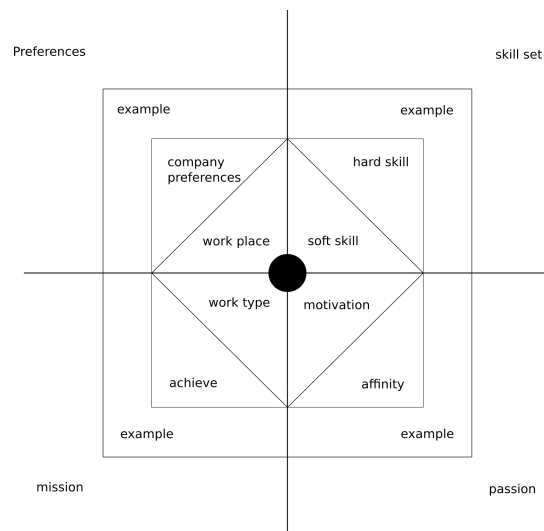 Preferences
skill set
example
example
company
preferences
hard skill
work place
soft skill
work type
motivation
achieve
affinity
example
example
mission
passion